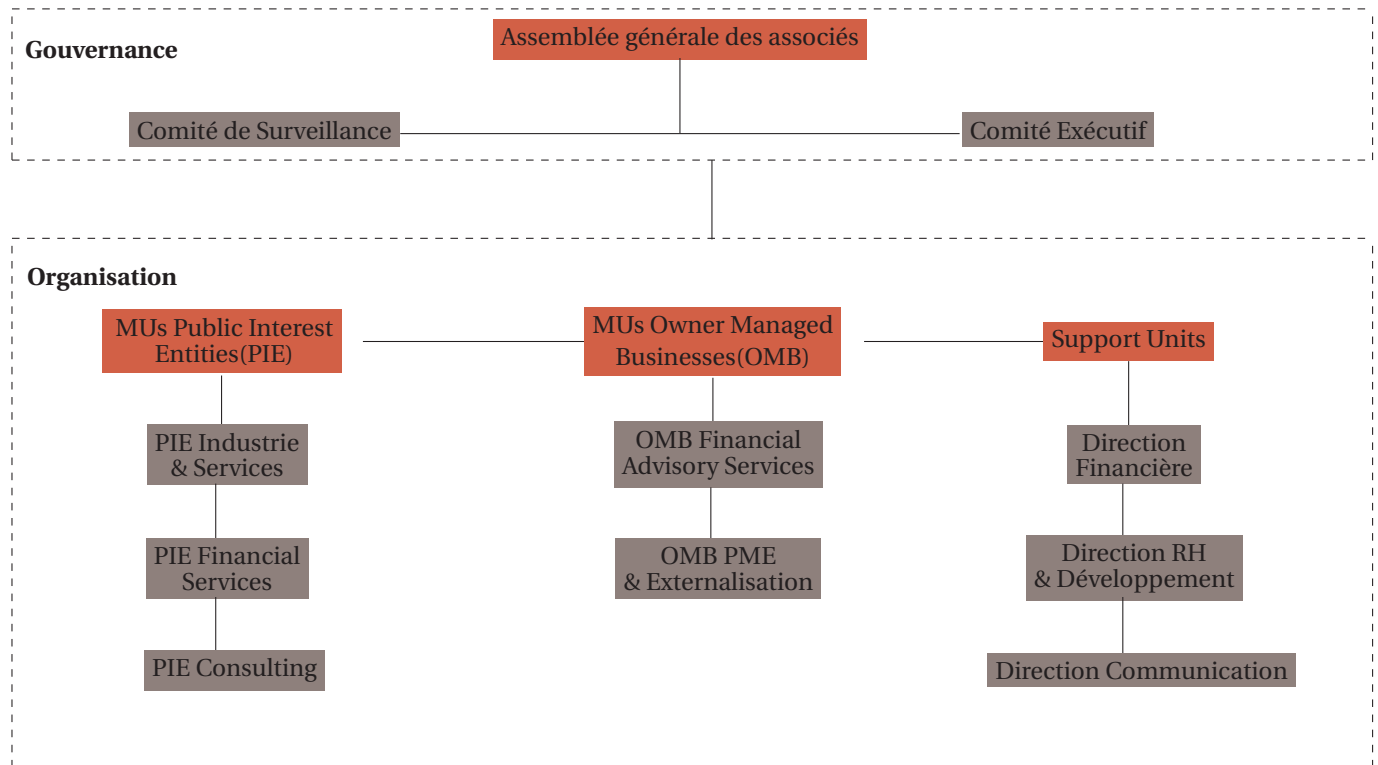 Gouvernance
Assemblée générale des associés
Comité de Surveillance
Comité Exécutif
Organisation
MUs Public Interest
Entities(PIE)
MUs Owner Managed
Businesses(OMB)
Support Units
PIE Industrie
& Services
PIE Financial
Services
PIE Consulting
OMB Financial
Advisory Services
OMB PME
& Externalisation
Direction
Financière
Direction RH
& Développement
Direction Communication